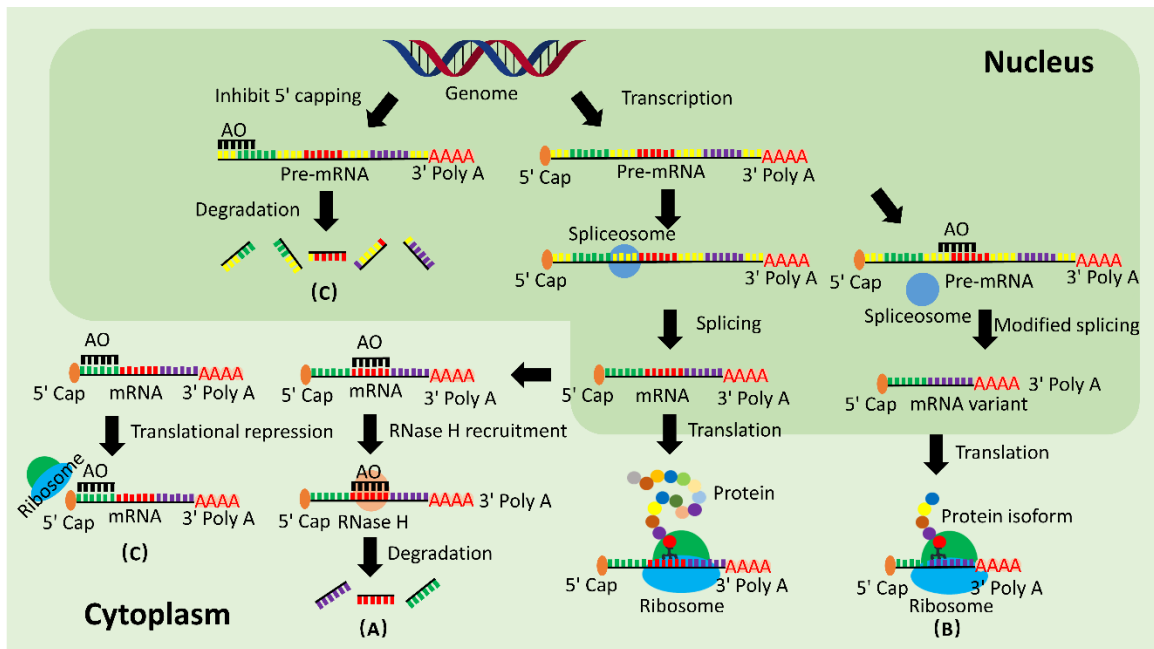 Nucleus
Genome
Inhibit 5' capping
Transcription
AO
AAAA
Pre-mRNA
3' Poly A
AAAA
5' Cap
Pre-mRNA
3' Poly A
Degradation
(C)
Spliceosome
AAAA
5' Cap
3' Poly A
AO
AAAA
5' Cap
Pre-mRNA
3' Poly A
Spliceosome
Splicing
Modified splicing
AO
AAAA
5' Cap
mRNA
3' Poly A
AO
AAAA
5' Cap
mRNA
3' Poly A
AAAA
5' Cap
mRNA
3' Poly A
AAAA
3' Poly A
5' Cap
mRNA variant
Translational repression
RNase H recruitment
Translation
Translation
Ribosome
AO
AAAA
5' Cap
mRNA
3' Poly A
(C)
AO
AAAA
3' Poly A
5' Cap
RNase H
Degradation
(A)
Protein
AAAA
5' Cap
3' Poly A
Ribosome
Protein isoform
AAAA
5' Cap
3' Poly A
Ribosome
(B)
Cytoplasm